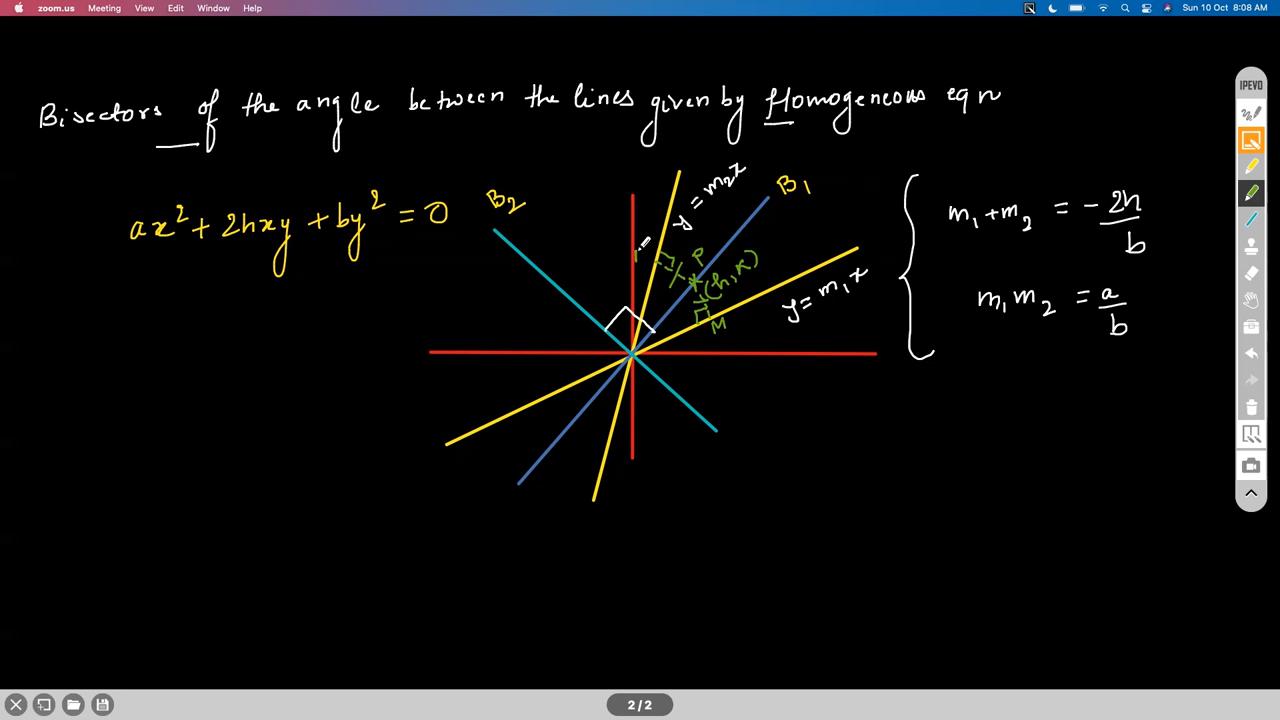 zoom.us Meeting View Edit Window Help
Sun 10 Oct 8:08 AM
IPEVO
Bisectors of the angle between the lines given by Homogeneous eqn
ax² + 2hxy + by² = 0
B₂
y = m₂x
B₁
P
(h,k)
M
y = m₁x
m₁ + m₂ = -2h/b
m₁m₂ = a/b
2/2